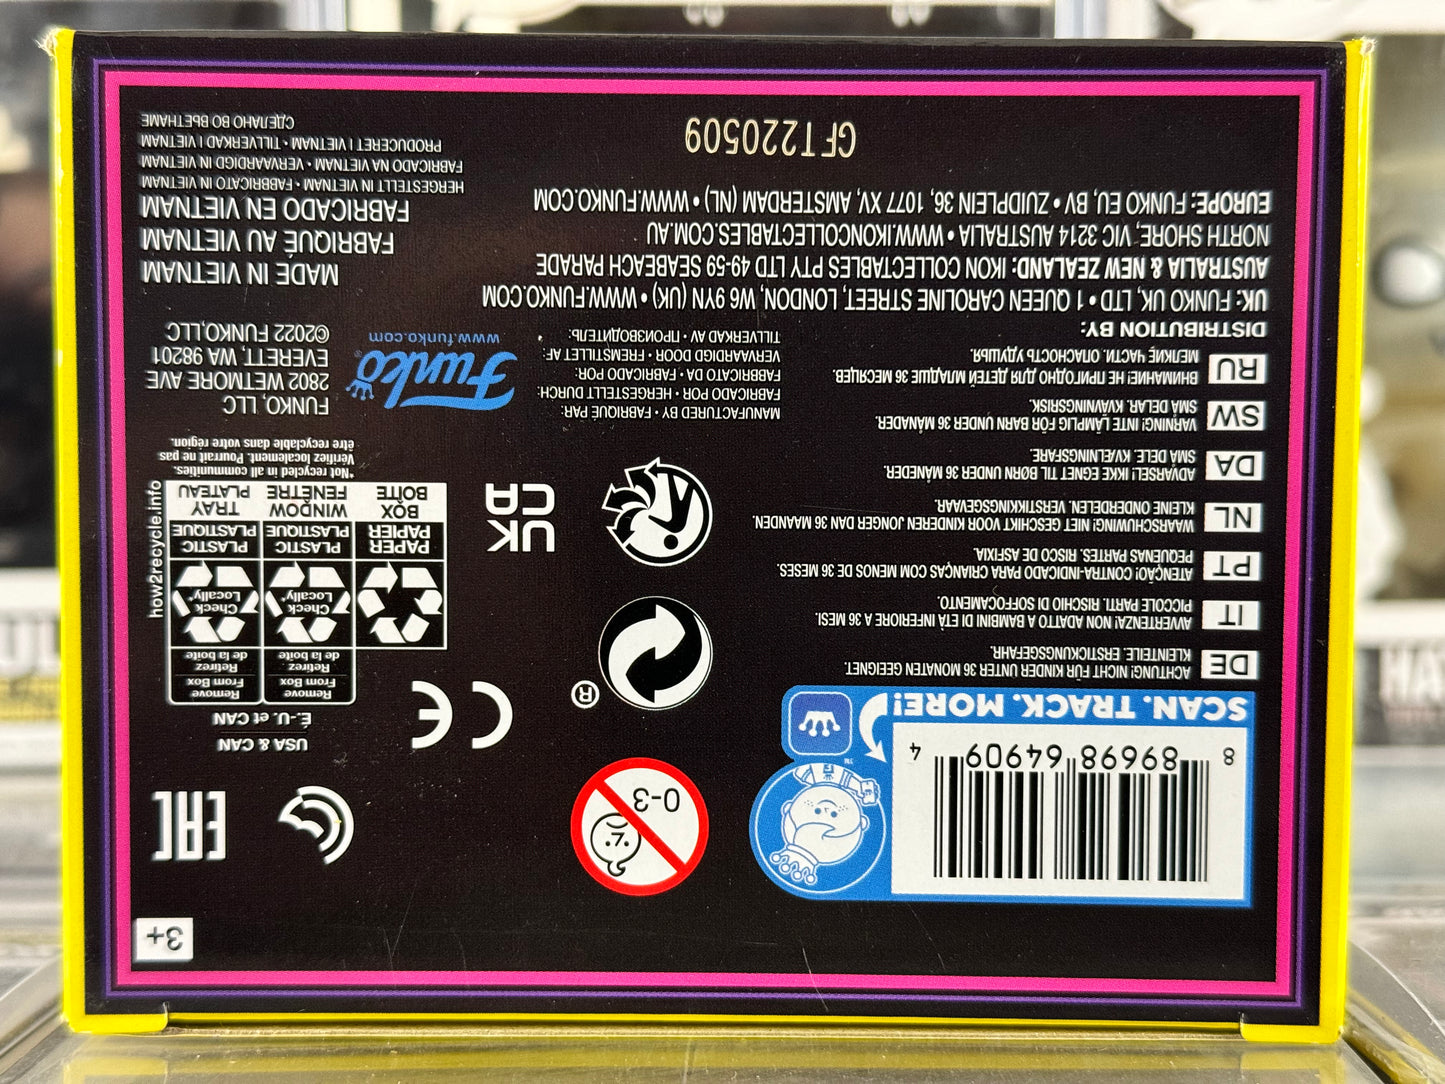 3+
EAC
0-3
SCAN. TRACK. MORE!
8 89698 64909 4
USA & CAN
É.-U. et CAN
Remove
From Box
Retirez
de la boîte
Remove
From Box
Retirez
de la boîte
Check
Locally*
Check
Locally*
PAPER
PAPIER
PLASTIC
PLASTIQUE
PLASTIC
PLASTIQUE
BOX
BOÎTE
WINDOW
FENÊTRE
TRAY
PLATEAU
how2recycle.info
*Not recycled in all communities.
Vérifiez localement. Pourrait ne pas
être recyclable dans votre région.
CE
®
UK
CA
DE
ACHTUNG! NICHT FÜR KINDER UNTER 36 MONATEN GEEIGNET.
KLEINTEILE. ERSTICKUNGSGEFAHR.
IT
AVVERTENZA! NON ADATTO A BAMBINI DI ETÀ INFERIORE A 36 MESI.
PICCOLE PARTI. RISCHIO DI SOFFOCAMENTO.
PT
ATENÇÃO! CONTRA-INDICADO PARA CRIANÇAS COM MENOS DE 36 MESES.
PEQUENAS PARTES. RISCO DE ASFIXIA.
NL
WAARSCHUWING! NIET GESCHIKT VOOR KINDEREN JONGER DAN 36 MAANDEN.
KLEINE ONDERDELEN. VERSTIKKINGSGEVAAR.
DA
ADVARSEL! IKKE EGNET TIL BØRN UNDER 36 MÅNEDER.
SMÅ DELE. KVÆLNINGSFARE.
SW
VARNING! INTE LÄMPLIG FÖR BARN UNDER 36 MÅNADER.
SMÅ DELAR. KVÄVNINGSRISK.
RU
ВНИМАНИЕ! НЕ ПРИГОДНО ДЛЯ ДЕТЕЙ МЛАДШЕ 36 МЕСЯЦЕВ.
МЕЛКИЕ ЧАСТИ. ОПАСНОСТЬ УДУШЬЯ.
MANUFACTURED BY • FABRIQUÉ PAR:
FABRICADO POR • HERGESTELLT DURCH:
FABBRICATO DA • FABRICADO POR:
VERVAARDIGD DOOR • FREMSTILLET AF:
TILLVERKAD AV • ПРОИЗВОДИТЕЛЬ:
Funko®
www.funko.com
FUNKO, LLC
2802 WETMORE AVE
EVERETT, WA 98201
©2022 FUNKO,LLC
DISTRIBUTION BY:
UK: FUNKO UK, LTD • 1 QUEEN CAROLINE STREET, LONDON, W6 9YN (UK) • WWW.FUNKO.COM
AUSTRALIA & NEW ZEALAND: IKON COLLECTABLES PTY LTD 49-59 SEABEACH PARADE
NORTH SHORE, VIC 3214 AUSTRALIA • WWW.IKONCOLLECTABLES.COM.AU
EUROPE: FUNKO EU, BV • ZUIDPLEIN 36, 1077 XV, AMSTERDAM (NL) • WWW.FUNKO.COM
MADE IN VIETNAM
FABRIQUÉ AU VIETNAM
FABRICADO EN VIETNAM
HERGESTELLT IN VIETNAM • FABBRICATO IN VIETNAM
FABRICADO NA VIETNAM • VERVAARDIGD IN VIETNAM
PRODUCERET I VIETNAM • TILLVERKAD I VIETNAM
СДЕЛАНО ВО ВЬЕТНАМЕ
GFT220509